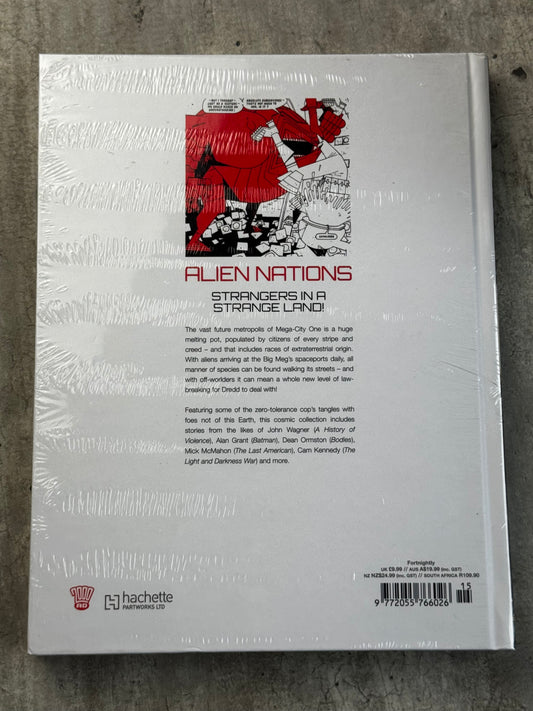 ALIEN NATIONS
STRANGERS IN A
STRANGE LAND!
The vast future metropolis of Mega-City One is a huge
melting pot, populated by citizens of every stripe and
creed – and that includes races of extraterrestrial origin.
With aliens arriving at the Big Meg's spaceports daily, all
manner of species can be found walking its streets – and
with off-worlders it can mean a whole new level of law-
breaking for Dredd to deal with!
Featuring some of the zero-tolerance cop's tangles with
foes not of this Earth, this cosmic collection includes
stories from the likes of John Wagner (A History of
Violence), Alan Grant (Batman), Dean Ormston (Bodies),
Mick McMahon (The Last American), Cam Kennedy (The
Light and Darkness War) and more.
2000
AD
hachette
PARTWORKS LTD
Fortnightly
UK £9.99 // AUS A$19.99 (inc. GST)
NZ NZ$24.99 (inc. GST) // SOUTH AFRICA R109.90
15
9 772055 766026